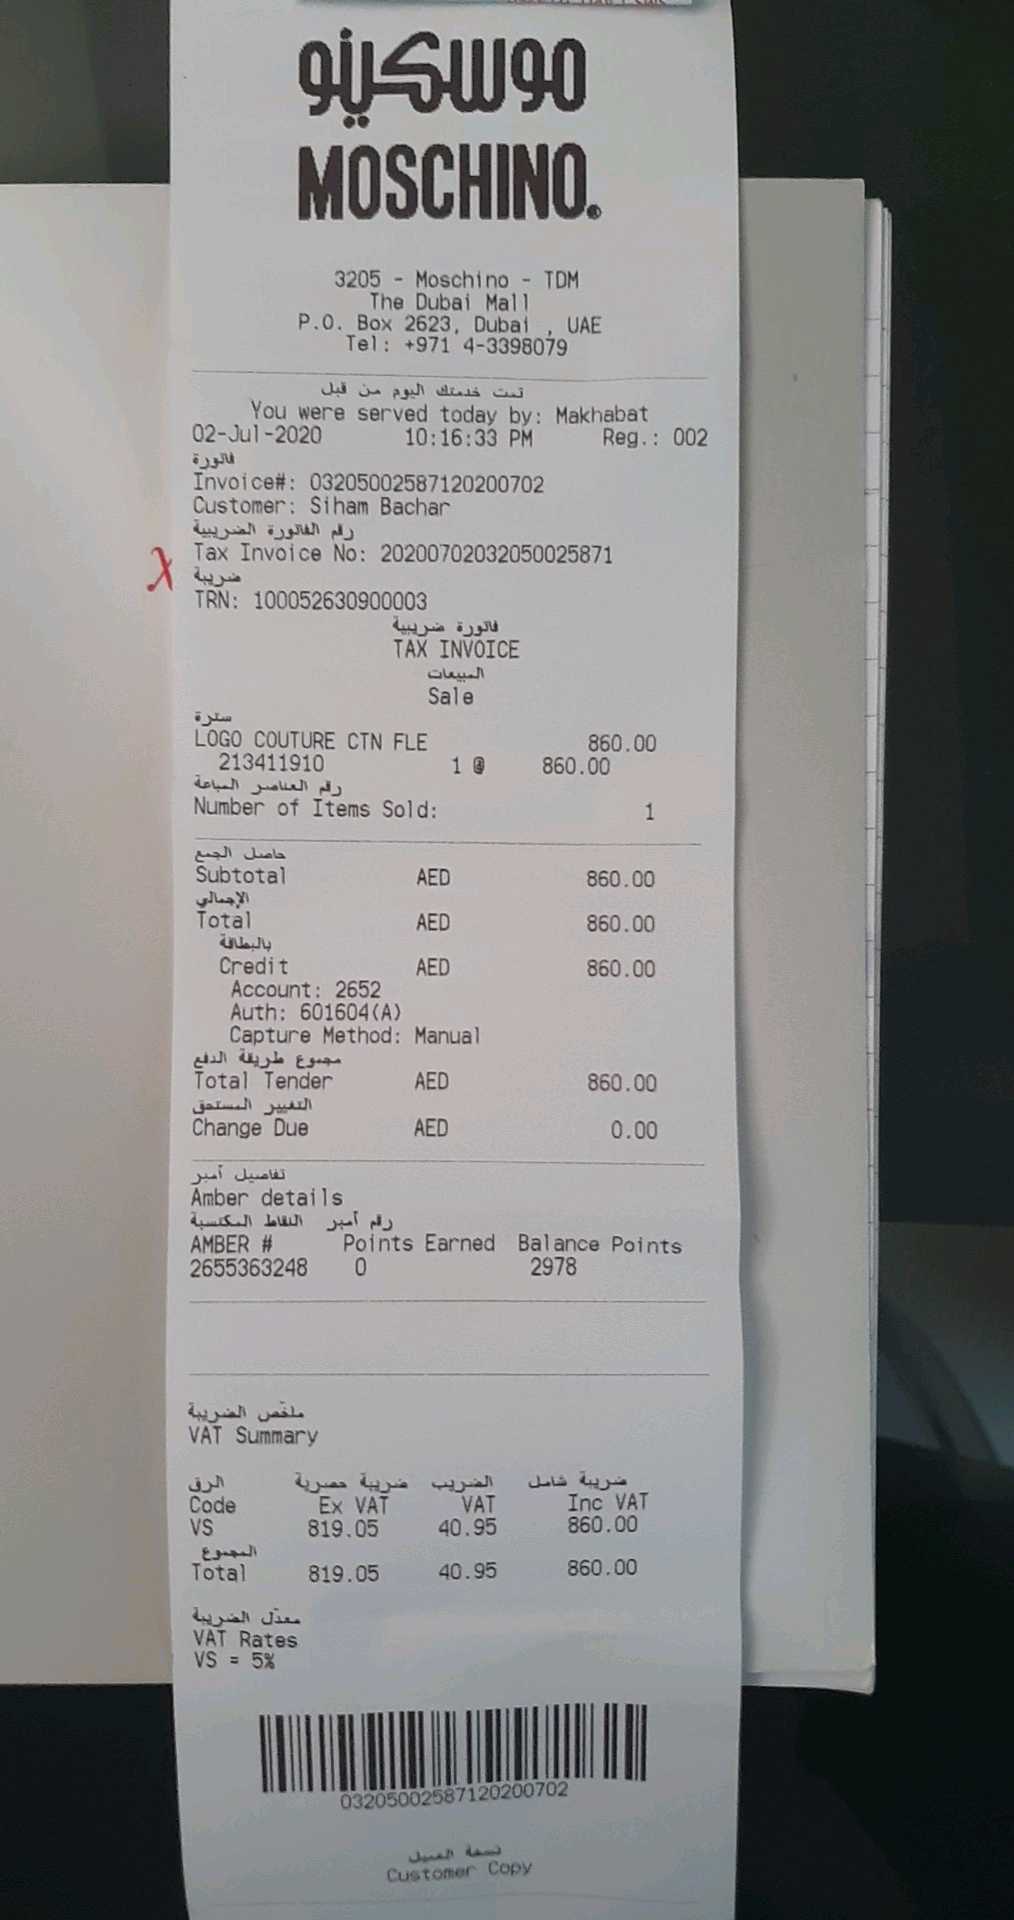 موسكينو
MOSCHINO®
3205 - Moschino - TDM
The Dubai Mall
P.O. Box 2623, Dubai , UAE
Tel: +971 4-3398079
تمت خدمتك اليوم من قبل
You were served today by: Makhabat
02-Jul-2020 10:16:33 PM Reg.: 002
فاتورة
Invoice#: 03205002587120200702
Customer: Siham Bachar
رقم الفاتورة الضريبية
Tax Invoice No: 20200702032050025871
X
ضريبة
TRN: 100052630900003
فاتورة ضريبية
TAX INVOICE
المبيعات
Sale
سترة
LOGO COUTURE CTN FLE 860.00
213411910 1 @ 860.00
رقم العناصر المباعة
Number of Items Sold: 1
حاصل الجمع
Subtotal AED 860.00
الإجمالي
Total AED 860.00
بالبطاقة
Credit AED 860.00
Account: 2652
Auth: 601604(A)
Capture Method: Manual
مجموع طريقة الدفع
Total Tender AED 860.00
التغيير المستحق
Change Due AED 0.00
تفاصيل أمبر
Amber details
رقم أمبر النقاط المكتسبة
AMBER # Points Earned Balance Points
2655363248 0 2978
ملخّص الضريبة
VAT Summary
الرق ضريبة حصرية الضريب ضريبة شامل
Code Ex VAT VAT Inc VAT
VS 819.05 40.95 860.00
المجموع
Total 819.05 40.95 860.00
معدّل الضريبة
VAT Rates
VS = 5%
03205002587120200702
نسخة العميل
Customer Copy